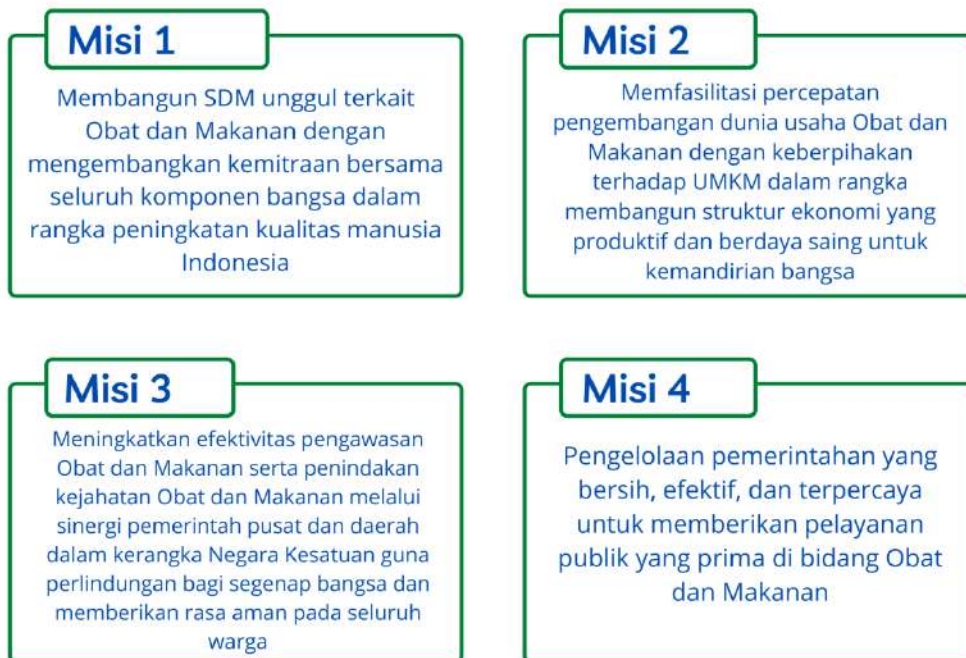 Misi 1
Membangun SDM unggul terkait
Obat dan Makanan dengan
mengembangkan kemitraan bersama
seluruh komponen bangsa dalam
rangka peningkatan kualitas manusia
Indonesia
Misi 2
Memfasilitasi percepatan
pengembangan dunia usaha Obat dan
Makanan dengan keberpihakan
terhadap UMKM dalam rangka
membangun struktur ekonomi yang
produktif dan berdaya saing untuk
kemandirian bangsa
Misi 3
Meningkatkan efektivitas pengawasan
Obat dan Makanan serta penindakan
kejahatan Obat dan Makanan melalui
sinergi pemerintah pusat dan daerah
dalam kerangka Negara Kesatuan guna
perlindungan bagi segenap bangsa dan
memberikan rasa aman pada seluruh
warga
Misi 4
Pengelolaan pemerintahan yang
bersih, efektif, dan terpercaya
untuk memberikan pelayanan
publik yang prima di bidang Obat
dan Makanan